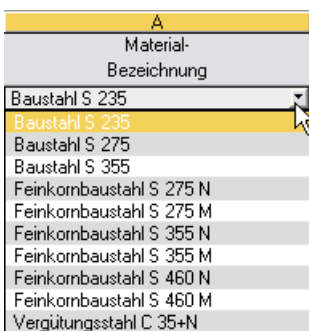 A
Material-
Bezeichnung
Baustahl S 235
Baustahl S 235
Baustahl S 275
Baustahl S 355
Feinkornbaustahl S 275 N
Feinkornbaustahl S 275 M
Feinkornbaustahl S 355 N
Feinkornbaustahl S 355 M
Feinkornbaustahl S 460 N
Feinkornbaustahl S 460 M
Vergütungsstahl C 35+N